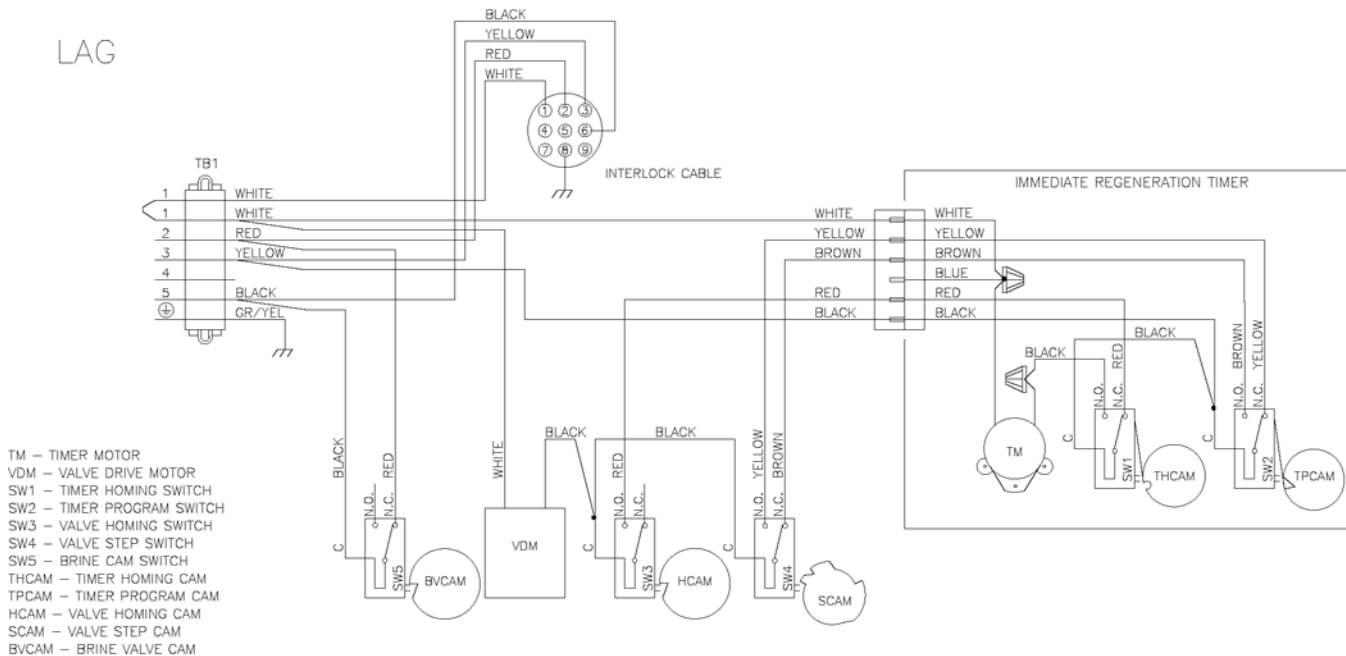 LAG
BLACK
YELLOW
RED
WHITE
1 2 3
4 5 6
7 8 9
INTERLOCK CABLE
TB1
1 WHITE
1 WHITE
2 RED
3 YELLOW
4
5 BLACK
GR/YEL
IMMEDIATE REGENERATION TIMER
WHITE WHITE
YELLOW YELLOW
BROWN BROWN
BLUE
RED RED
BLACK BLACK
BLACK
BLACK
N.O.
N.C. RED
C
SW1
TM
THCAM
BROWN
YELLOW
N.O.
N.C.
C
SW2
TPCAM
BLACK
RED
N.O.
N.C.
C
SW5
BVCAM
WHITE
VDM
BLACK
RED
N.O.
N.C.
C
SW3
HCAM
BLACK
YELLOW
BROWN
N.O.
N.C.
C
SW4
SCAM
TM – TIMER MOTOR
VDM – VALVE DRIVE MOTOR
SW1 – TIMER HOMING SWITCH
SW2 – TIMER PROGRAM SWITCH
SW3 – VALVE HOMING SWITCH
SW4 – VALVE STEP SWITCH
SW5 – BRINE CAM SWITCH
THCAM – TIMER HOMING CAM
TPCAM – TIMER PROGRAM CAM
HCAM – VALVE HOMING CAM
SCAM – VALVE STEP CAM
BVCAM – BRINE VALVE CAM